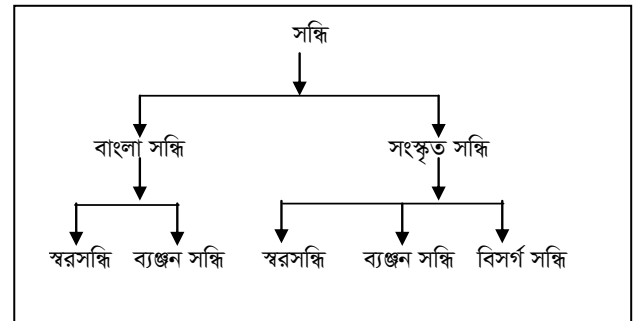 সন্ধি
বাংলা সন্ধি সংস্কৃত সন্ধি
স্বরসন্ধি ব্যঞ্জন সন্ধি স্বরসন্ধি ব্যঞ্জন সন্ধি বিসর্গ সন্ধি